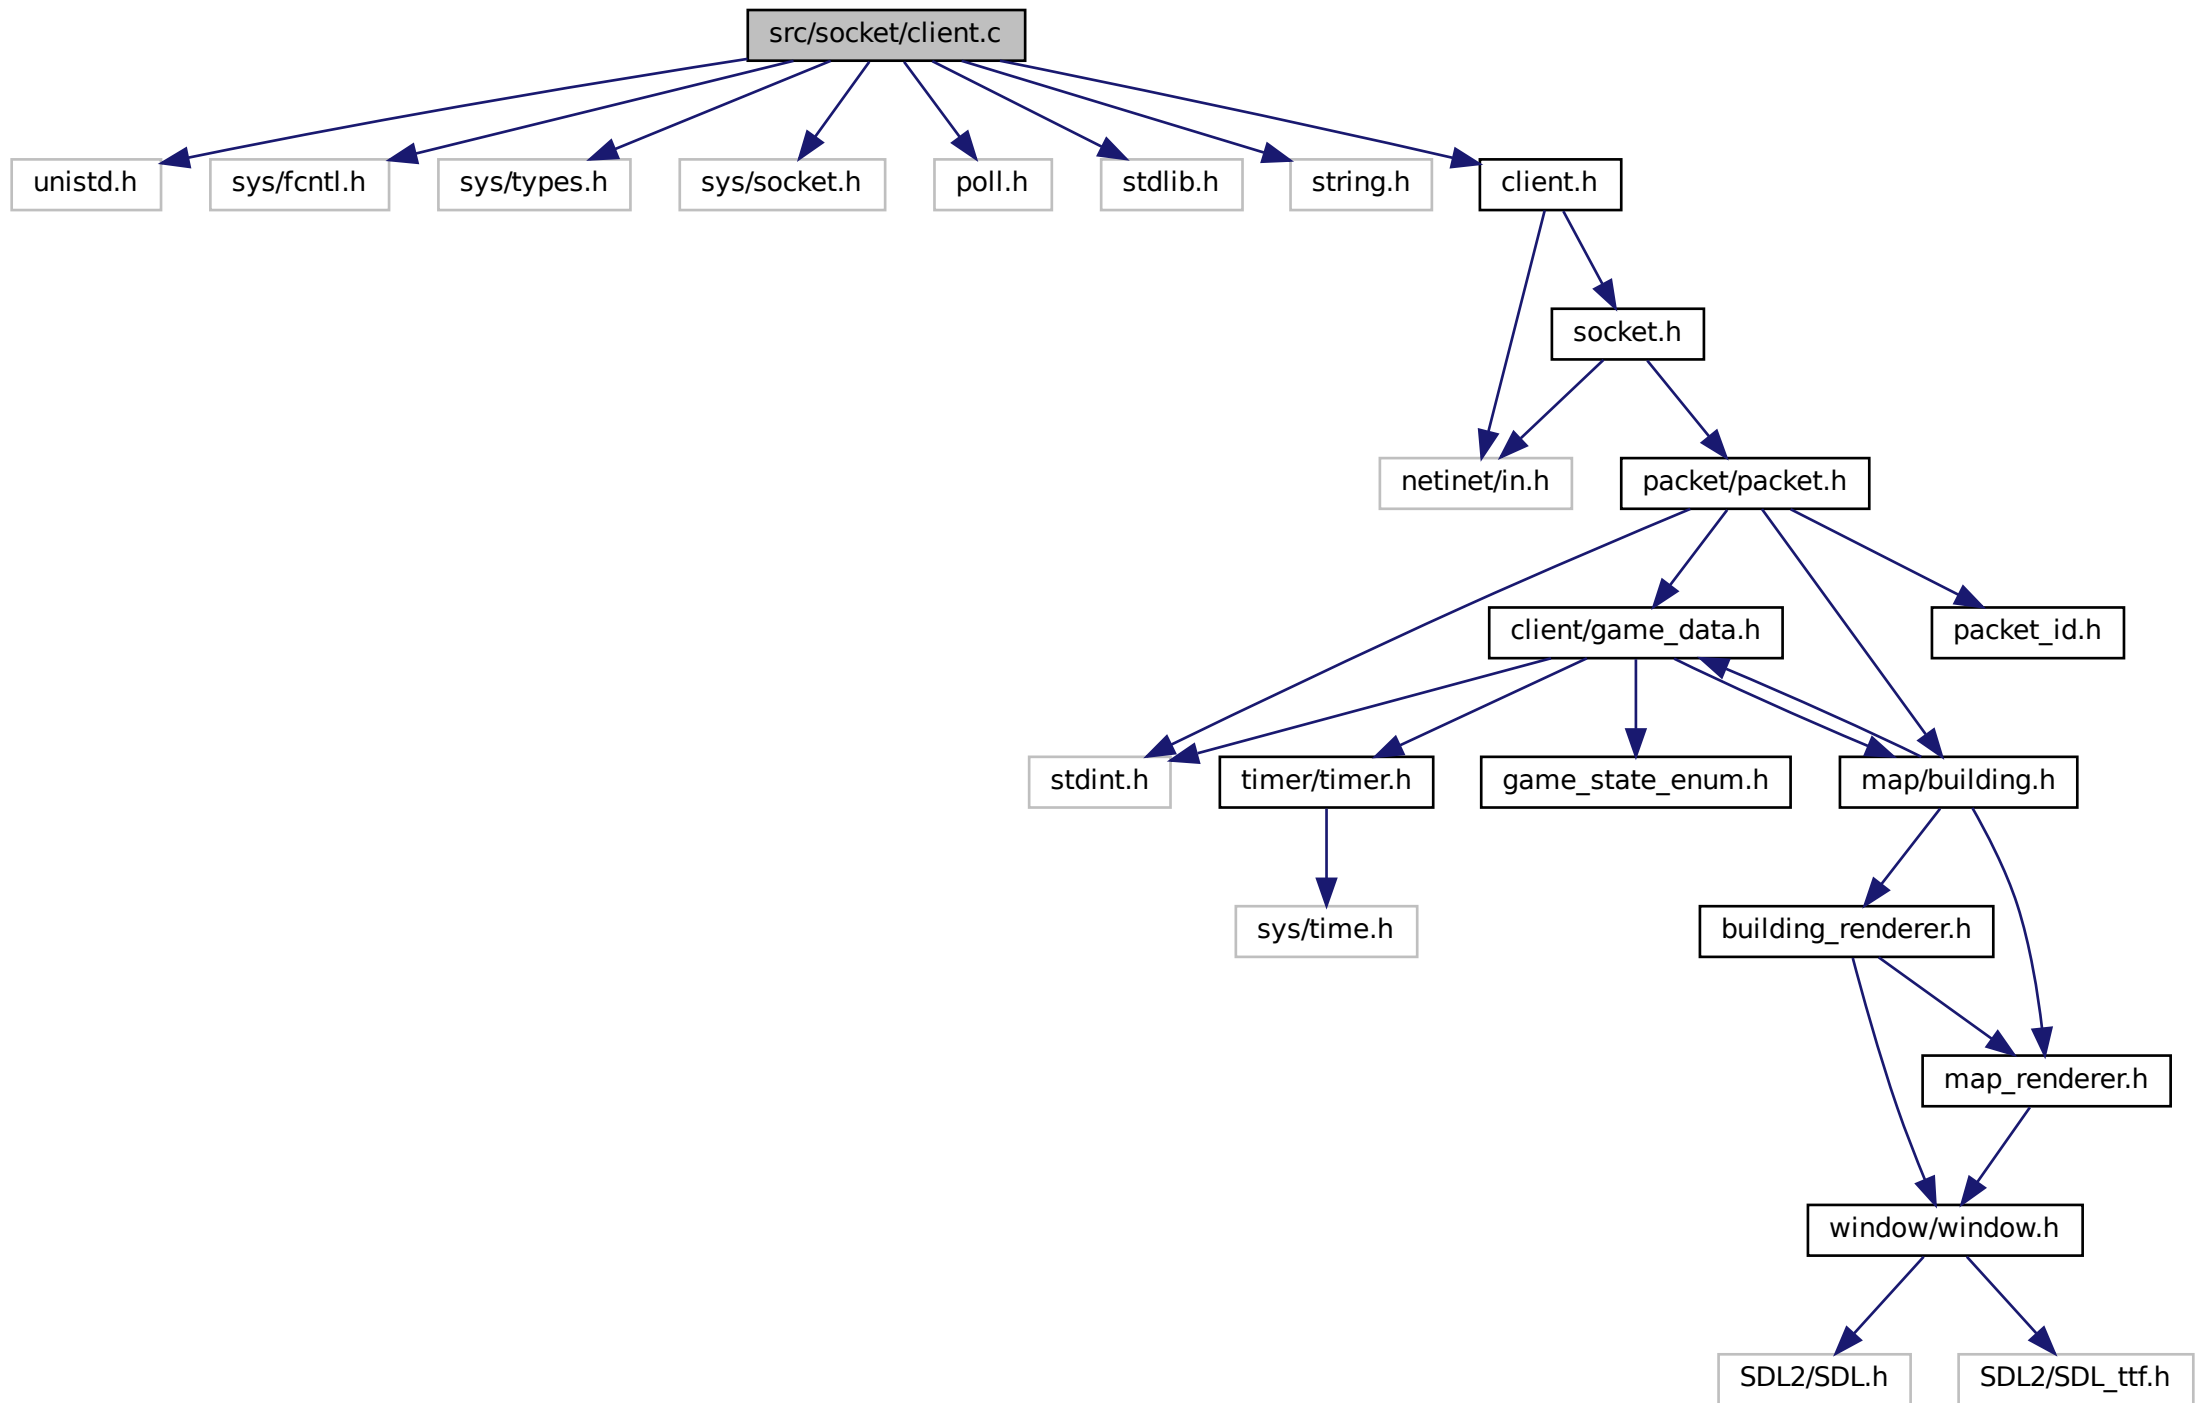 src/socket/client.c
unistd.h
sys/fcntl.h
sys/types.h
sys/socket.h
poll.h
stdlib.h
string.h
client.h
socket.h
netinet/in.h
packet/packet.h
client/game_data.h
packet_id.h
stdint.h
timer/timer.h
game_state_enum.h
map/building.h
sys/time.h
building_renderer.h
map_renderer.h
window/window.h
SDL2/SDL.h
SDL2/SDL_ttf.h